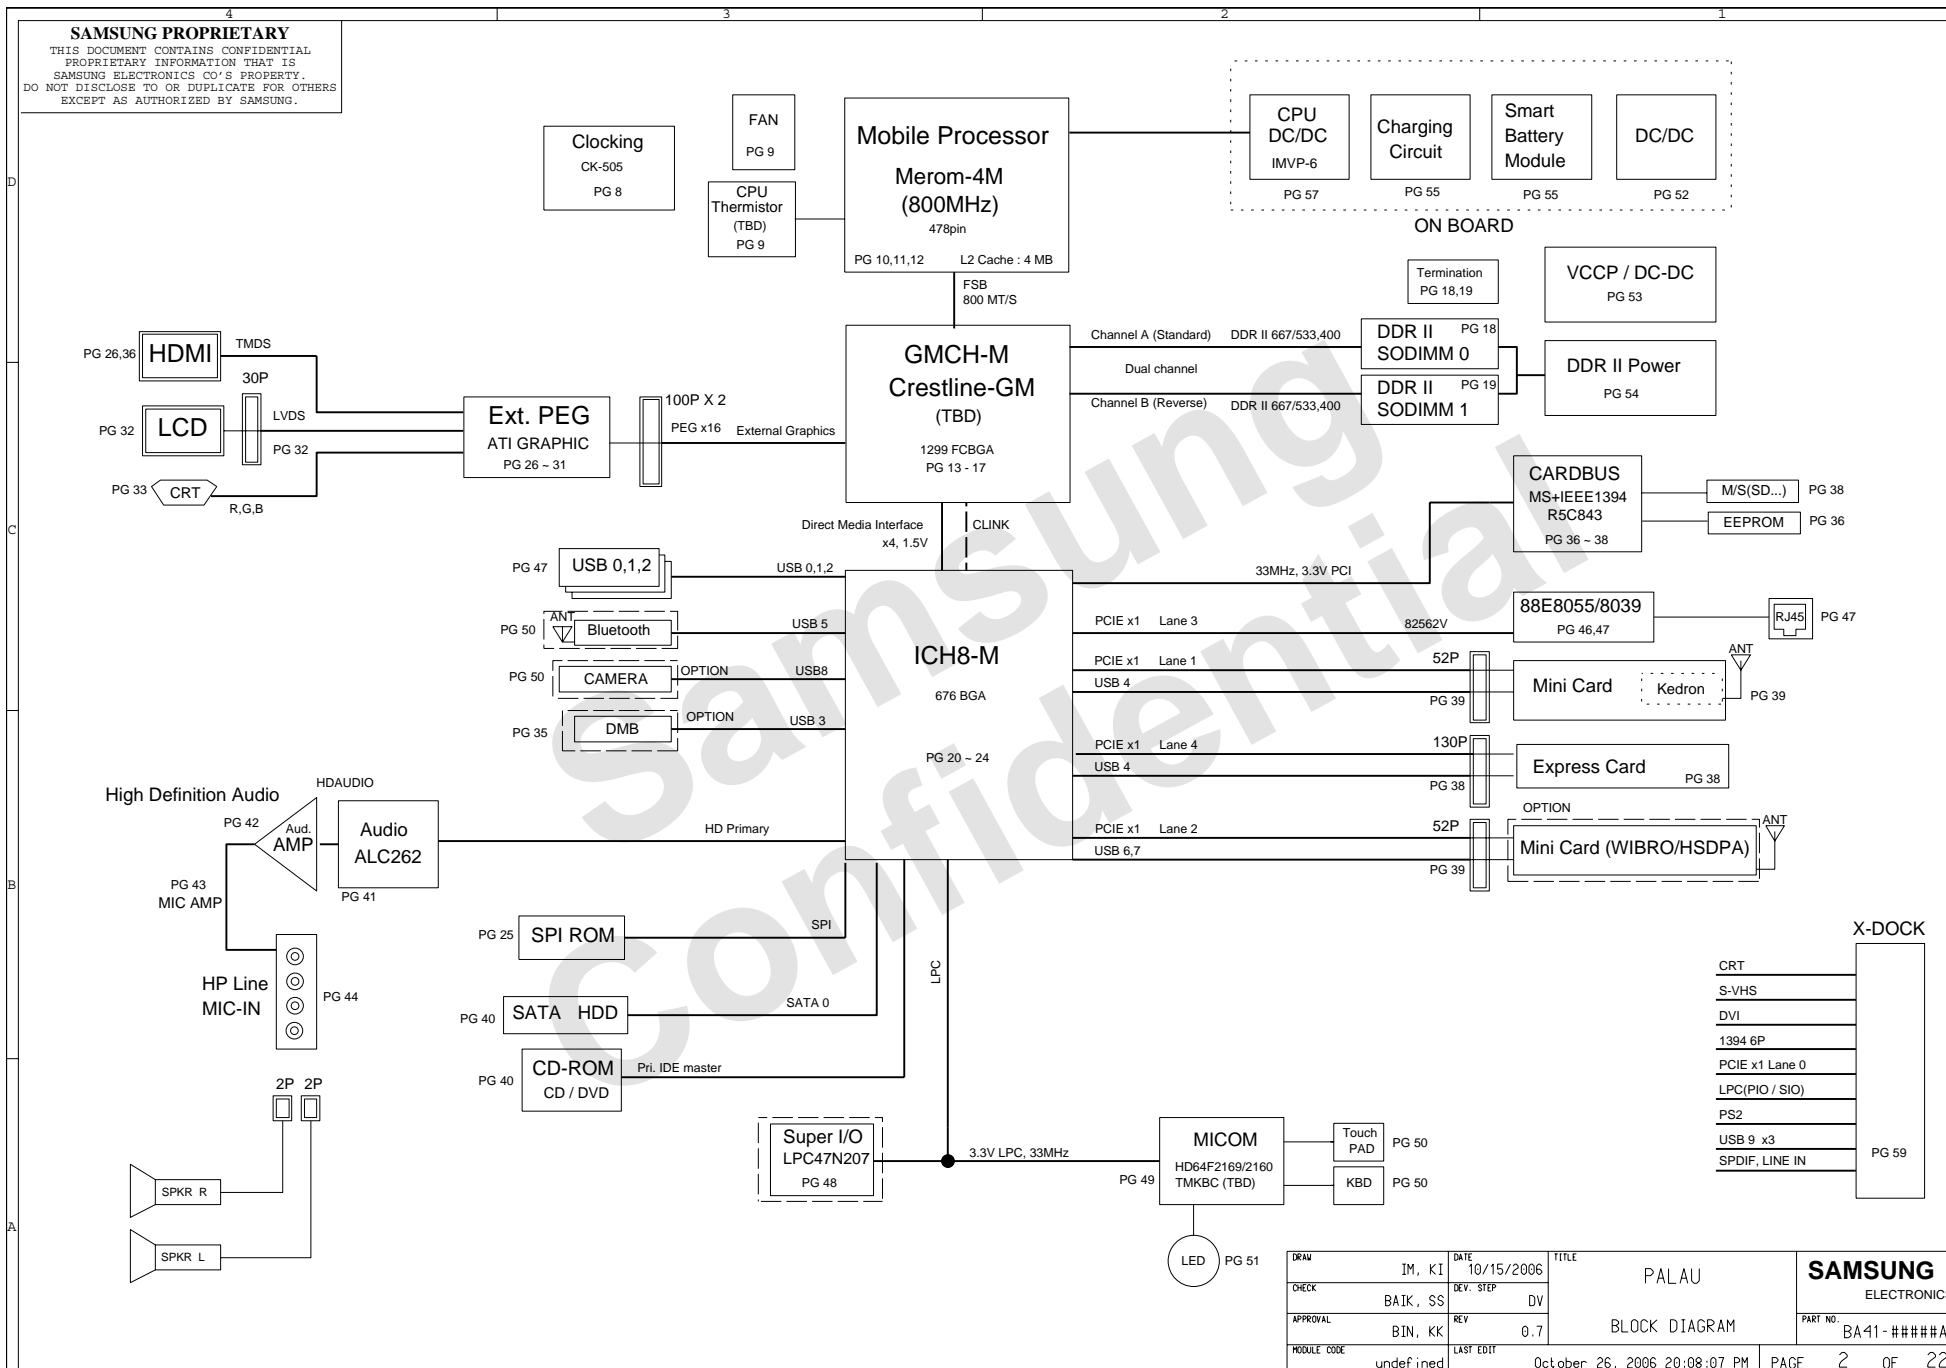 4 3 2 1
SAMSUNG PROPRIETARY
THIS DOCUMENT CONTAINS CONFIDENTIAL
PROPRIETARY INFORMATION THAT IS
SAMSUNG ELECTRONICS CO'S PROPERTY.
DO NOT DISCLOSE TO OR DUPLICATE FOR OTHERS
EXCEPT AS AUTHORIZED BY SAMSUNG.
D
C
B
A
Samsung
Confidential
Clocking
CK-505
PG 8
FAN
PG 9
CPU
Thermistor
(TBD)
PG 9
Mobile Processor
Merom-4M
(800MHz)
478pin
PG 10,11,12 L2 Cache : 4 MB
CPU
DC/DC
IMVP-6
PG 57
Charging
Circuit
PG 55
Smart
Battery
Module
PG 55
DC/DC
PG 52
ON BOARD
FSB
800 MT/S
Termination
PG 18,19
VCCP / DC-DC
PG 53
PG 26,36
HDMI
TMDS
30P
PG 32
LCD
LVDS
PG 32
PG 33
CRT
R,G,B
Ext. PEG
ATI GRAPHIC
PG 26 ~ 31
100P X 2
PEG x16 External Graphics
GMCH-M
Crestline-GM
(TBD)
1299 FCBGA
PG 13 - 17
Channel A (Standard) DDR II 667/533,400
Dual channel
Channel B (Reverse) DDR II 667/533,400
DDR II PG 18
SODIMM 0
DDR II PG 19
SODIMM 1
DDR II Power
PG 54
Direct Media Interface
x4, 1.5V
CLINK
CARDBUS
MS+IEEE1394
R5C843
PG 36 ~ 38
M/S(SD...) PG 38
EEPROM PG 36
PG 47 USB 0,1,2 USB 0,1,2
33MHz, 3.3V PCI
ANT
PG 50 Bluetooth USB 5
PG 50 CAMERA OPTION USB8
PG 35 DMB OPTION USB 3
ICH8-M
676 BGA
PG 20 ~ 24
PCIE x1 Lane 3 82562V
88E8055/8039
PG 46,47
RJ45 PG 47
PCIE x1 Lane 1 52P
USB 4
PG 39
Mini Card Kedron
ANT
PG 39
PCIE x1 Lane 4 130P
USB 4
PG 38
Express Card PG 38
OPTION
PCIE x1 Lane 2 52P
USB 6,7
PG 39
Mini Card (WIBRO/HSDPA)
ANT
High Definition Audio
HDAUDIO
PG 42
Aud.
AMP
Audio
ALC262
PG 41
HD Primary
PG 43
MIC AMP
HP Line
MIC-IN
PG 44
PG 25 SPI ROM SPI
PG 40 SATA HDD SATA 0
PG 40 CD-ROM
CD / DVD
Pri. IDE master
LPC
2P 2P
SPKR R
SPKR L
Super I/O
LPC47N207
PG 48
3.3V LPC, 33MHz
PG 49
MICOM
HD64F2169/2160
TMKBC (TBD)
Touch
PAD
PG 50
KBD PG 50
LED PG 51
X-DOCK
CRT
S-VHS
DVI
1394 6P
PCIE x1 Lane 0
LPC(PIO / SIO)
PS2
USB 9 x3
SPDIF, LINE IN
PG 59
DRAW IM, KI
DATE 10/15/2006
TITLE PALAU
BLOCK DIAGRAM
SAMSUNG
ELECTRONIC
CHECK BAIK, SS
DEV. STEP DV
APPROVAL BIN, KK
REV 0.7
PART NO. BA41-#####A
MODULE CODE undefined
LAST EDIT October 26, 2006 20:08:07 PM
PAGE 2 OF 22